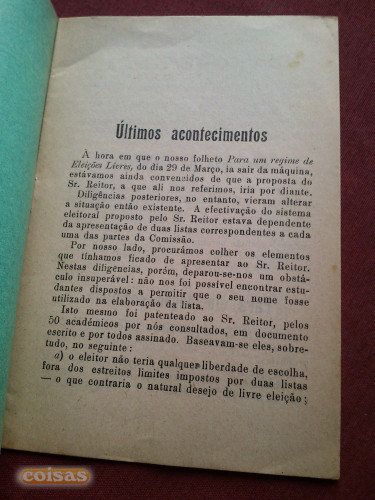 Últimos acontecimentos
À hora em que o nosso folheto Para um regime de
Eleições Livres, do dia 29 de Março, ia sair da máquina,
estávamos ainda convencidos de que a proposta do
Sr. Reitor, a que ali nos referimos, iria por diante.
Diligências posteriores, no entanto, vieram alterar
a situação então existente. A efectivação do sistema
eleitoral proposto pelo Sr. Reitor estava dependente
da apresentação de duas listas correspondentes a cada
uma das partes da Comissão.
Por nosso lado, procurámos colher os elementos
que tínhamos ficado de apresentar ao Sr. Reitor.
Nestas diligências, porém, deparou-se-nos um obstá-
culo insuperável: não nos foi possível encontrar estu-
dantes dispostos a permitir que o seu nome fosse
utilizado na elaboração da lista.
Isto mesmo foi patenteado ao Sr. Reitor, pelos
50 académicos por nós consultados, em documento
escrito e por todos assinado. Baseavam-se eles, sobre-
tudo, no seguinte:
a) o eleitor não teria qualquer liberdade de escolha,
fora dos estreitos limites impostos por duas listas
— o que contraria o natural desejo de livre eleição;
coisas